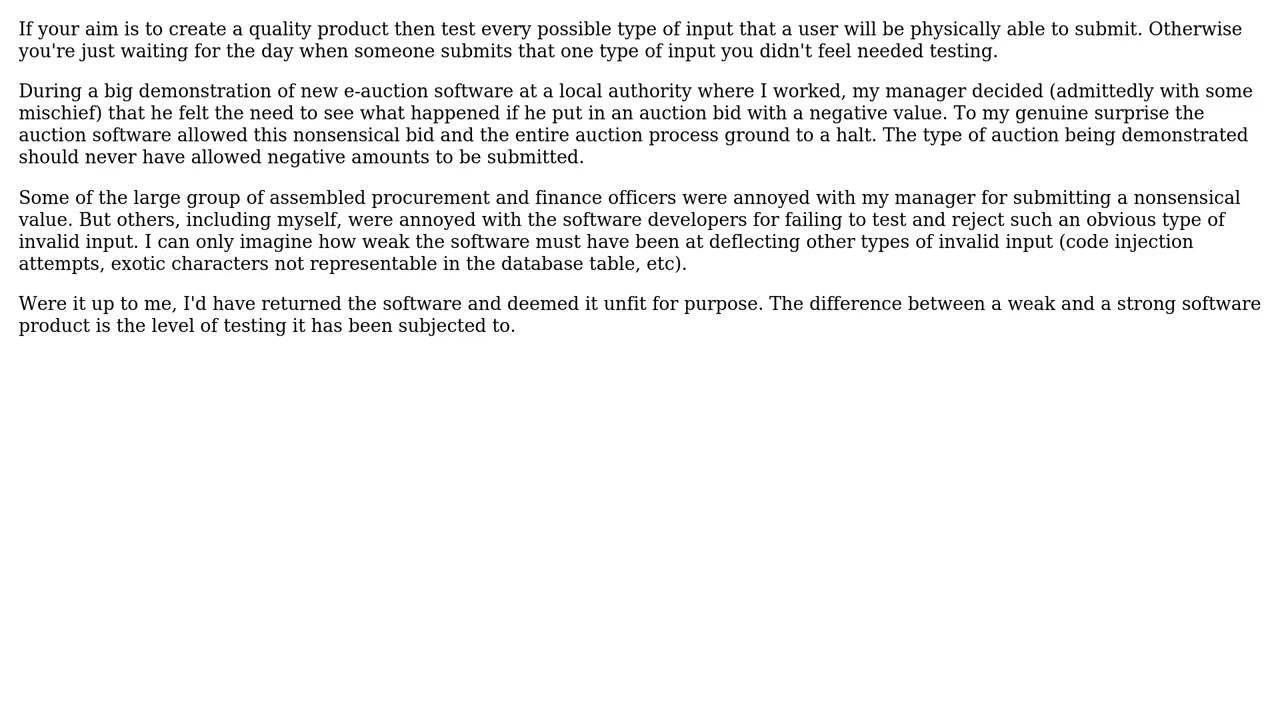 If your aim is to create a quality product then test every possible type of input that a user will be physically able to submit. Otherwise
you're just waiting for the day when someone submits that one type of input you didn't feel needed testing.
During a big demonstration of new e-auction software at a local authority where I worked, my manager decided (admittedly with some
mischief) that he felt the need to see what happened if he put in an auction bid with a negative value. To my genuine surprise the
auction software allowed this nonsensical bid and the entire auction process ground to a halt. The type of auction being demonstrated
should never have allowed negative amounts to be submitted.
Some of the large group of assembled procurement and finance officers were annoyed with my manager for submitting a nonsensical
value. But others, including myself, were annoyed with the software developers for failing to test and reject such an obvious type of
invalid input. I can only imagine how weak the software must have been at deflecting other types of invalid input (code injection
attempts, exotic characters not representable in the database table, etc).
Were it up to me, I'd have returned the software and deemed it unfit for purpose. The difference between a weak and a strong software
product is the level of testing it has been subjected to.